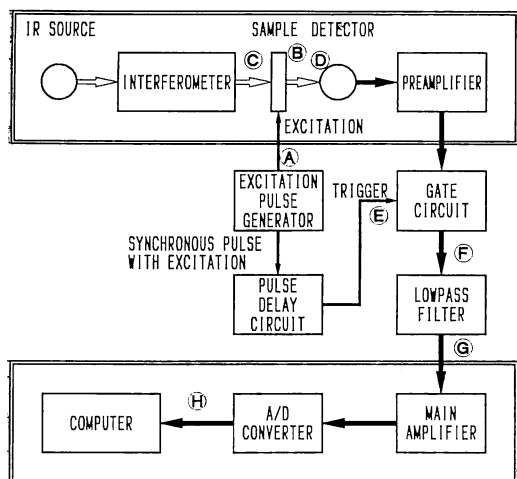 IR SOURCE SAMPLE DETECTOR
C B D
INTERFEROMETER
PREAMPLIFIER
EXCITATION
A
EXCITATION
PULSE
GENERATOR
TRIGGER
E
GATE
CIRCUIT
SYNCHRONOUS PULSE
WITH EXCITATION
F
PULSE
DELAY
CIRCUIT
LOWPASS
FILTER
G
H
COMPUTER
A/D
CONVERTER
MAIN
AMPLIFIER